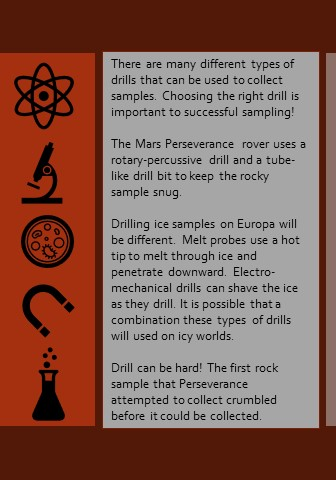 There are many different types of
drills that can be used to collect
samples. Choosing the right drill is
important to successful sampling!
The Mars Perseverance rover uses a
rotary-percussive drill and a tube-
like drill bit to keep the rocky
sample snug.
Drilling ice samples on Europa will
be different. Melt probes use a hot
tip to melt through ice and
penetrate downward. Electro-
mechanical drills can shave the ice
as they drill. It is possible that a
combination these types of drills
will used on icy worlds.
Drill can be hard! The first rock
sample that Perseverance
attempted to collect crumbled
before it could be collected.